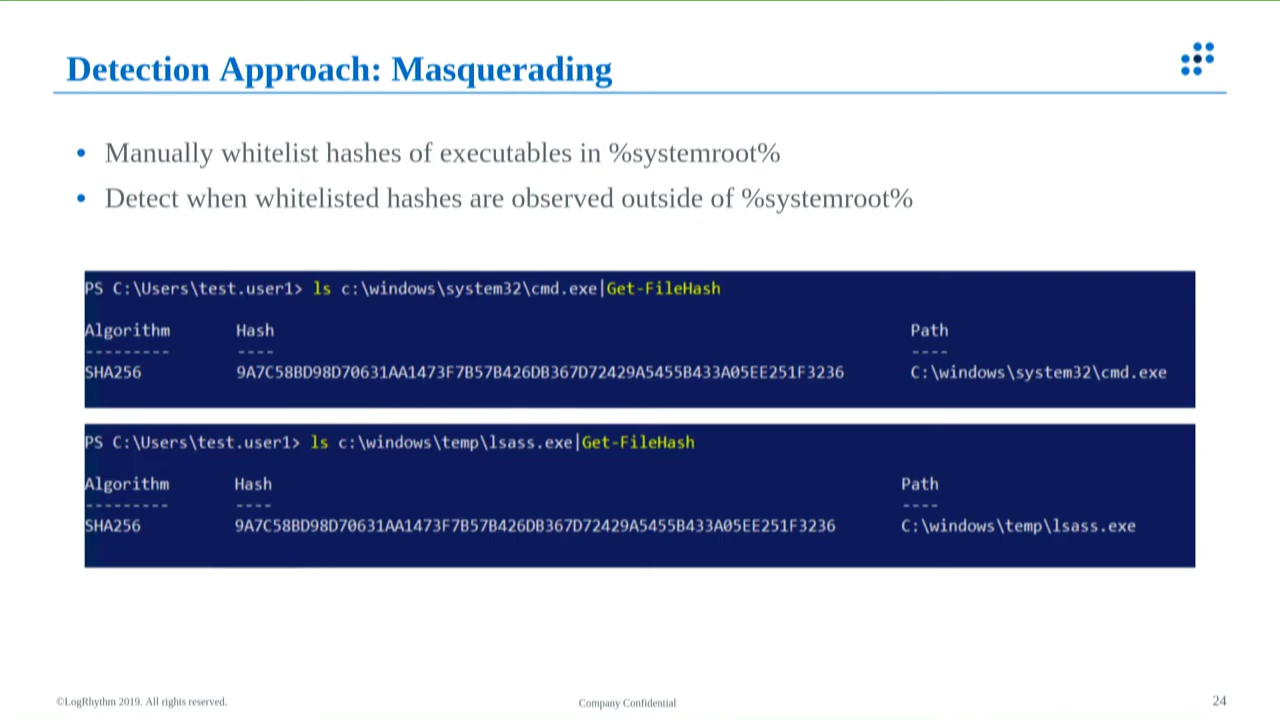 Detection Approach: Masquerading
• Manually whitelist hashes of executables in %systemroot%
• Detect when whitelisted hashes are observed outside of %systemroot%
PS C:\Users\test.user1> ls c:\windows\system32\cmd.exe|Get-FileHash
Algorithm Hash Path
--------- ---- ----
SHA256 9A7C58BD98D70631AA1473F7B57B426DB367D72429A5455B433A05EE251F3236 C:\windows\system32\cmd.exe
PS C:\Users\test.user1> ls c:\windows\temp\lsass.exe|Get-FileHash
Algorithm Hash Path
--------- ---- ----
SHA256 9A7C58BD98D70631AA1473F7B57B426DB367D72429A5455B433A05EE251F3236 C:\windows\temp\lsass.exe
©LogRhythm 2019. All rights reserved. Company Confidential 24